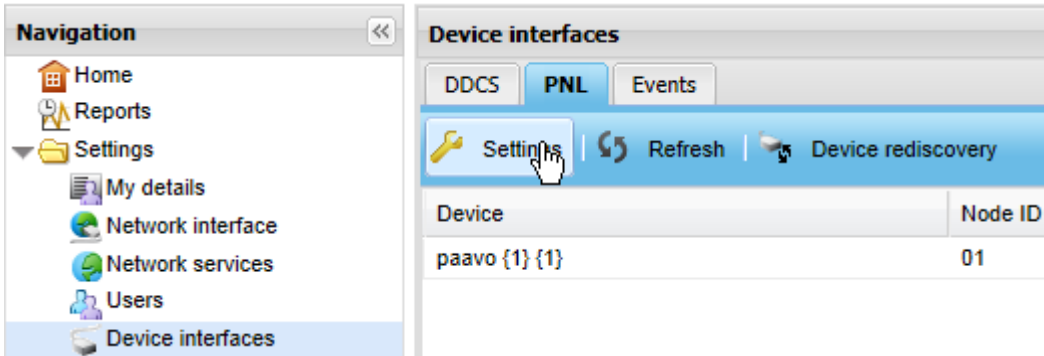 Navigation
Home
Reports
Settings
My details
Network interface
Network services
Users
Device interfaces
Device interfaces
DDCS PNL Events
Settings Refresh Device rediscovery
Device Node ID
paavo {1} {1} 01